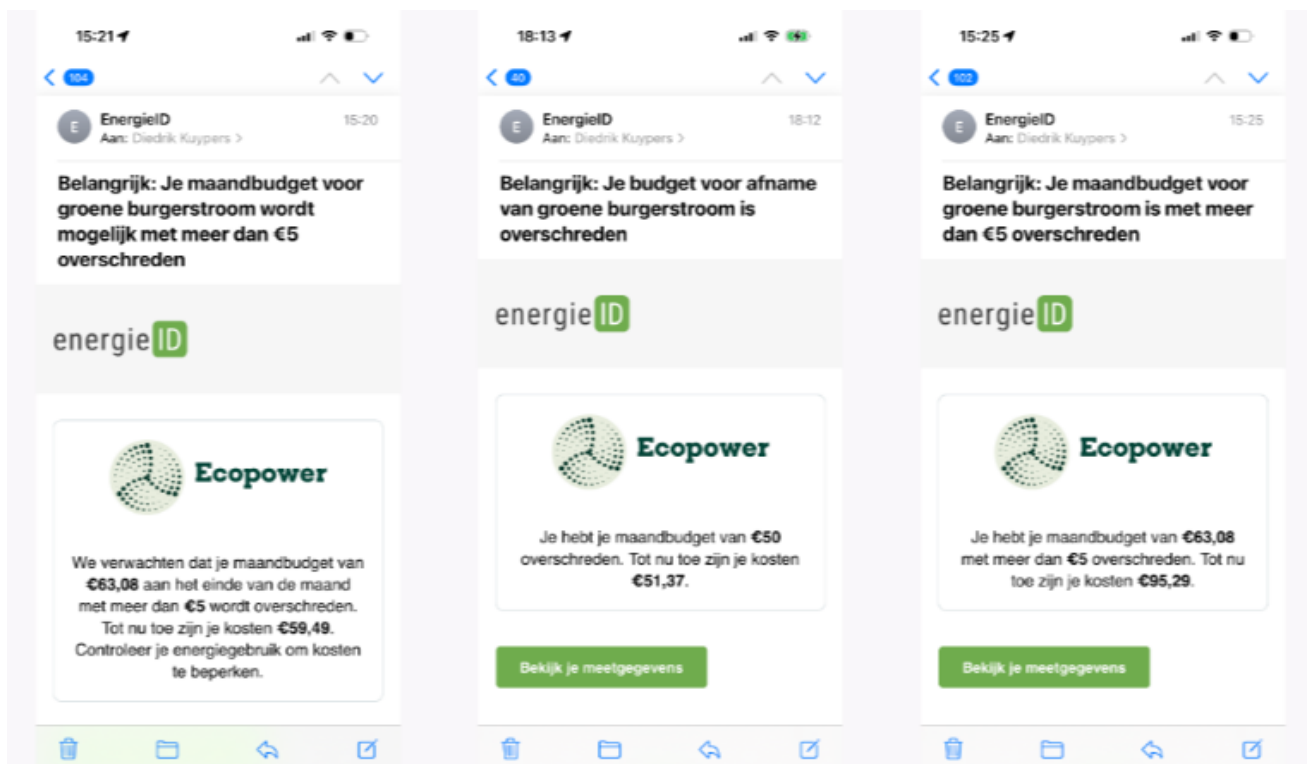 15:21
104
E
EnergieID
15:20
Aan: Diedrik Kuypers >
Belangrijk: Je maandbudget voor
groene burgerstroom wordt
mogelijk met meer dan €5
overschreden
energieID
Ecopower
We verwachten dat je maandbudget van
€63,08 aan het einde van de maand
met meer dan €5 wordt overschreden.
Tot nu toe zijn je kosten €59,49.
Controleer je energiegebruik om kosten
te beperken.
18:13
40
E
EnergieID
18:12
Aan: Diedrik Kuypers >
Belangrijk: Je budget voor afname
van groene burgerstroom is
overschreden
energieID
Ecopower
Je hebt je maandbudget van €50
overschreden. Tot nu toe zijn je kosten
€51,37.
Bekijk je meetgegevens
15:25
102
E
EnergieID
15:25
Aan: Diedrik Kuypers >
Belangrijk: Je maandbudget voor
groene burgerstroom is met meer
dan €5 overschreden
energieID
Ecopower
Je hebt je maandbudget van €63,08
met meer dan €5 overschreden. Tot nu
toe zijn je kosten €95,29.
Bekijk je meetgegevens